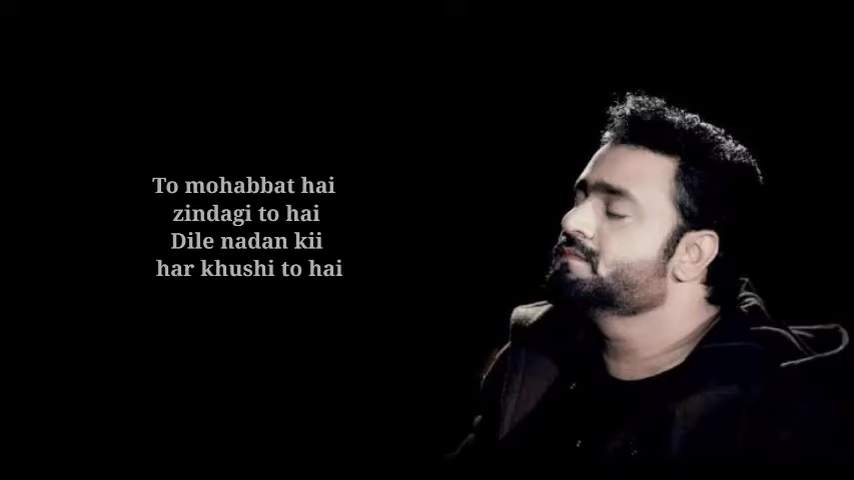 To mohabbat hai
zindagi to hai
Dile nadan kii
har khushi to hai